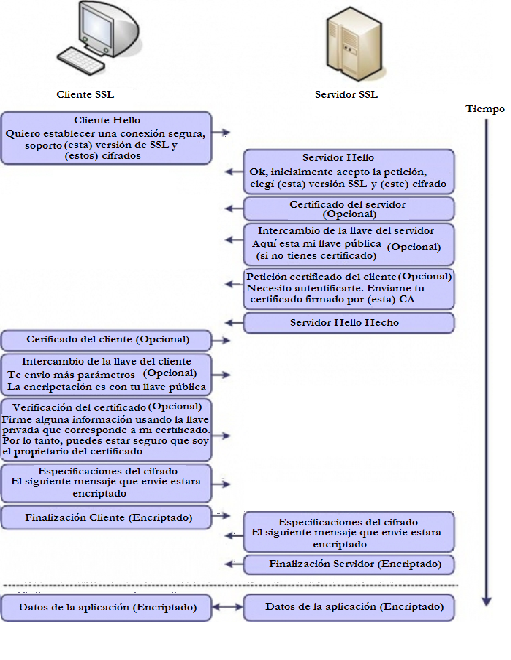 Cliente SSL
Servidor SSL
Tiempo
Cliente Hello
Quiero establecer una conexión segura,
soporto (esta) versión de SSL y
(estos) cifrados
Servidor Hello
Ok, inicialmente acepto la petición,
elegí (esta) versión SSL y (este) cifrado
Certificado del servidor
(Opcional)
Intercambio de la llave del servidor
Aquí esta mi llave pública (Opcional)
(si no tienes certificado)
Petición certificado del cliente (Opcional)
Necesito autentificarte. Enviame tu
certificado firmado por (esta) CA
Servidor Hello Hecho
Cerificado del cliente (Opcional)
Intercambio de la llave del cliente
Te envio más parámetros (Opcional)
La encripctación es con tu llave pública
Verificación del certificado (Opcional)
Firme alguna información usando la llave
privada que corresponde a mi certificado.
Por lo tanto, puedes estar seguro que soy
el propietario del certificado
Especificaciones del cifrado
El siguiente mensaje que envie estara
encriptado
Finalización Cliente (Encriptado)
Especificaciones del cifrado
El siguiente mensaje que envie estara
encriptado
Finalización Servidor (Encriptado)
Datos de la aplicación (Encriptado)
Datos de la aplicación (Encriptado)